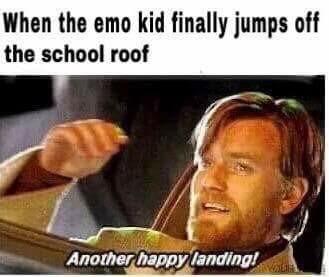 When the emo kid finally jumps off
the school roof
Another happy landing!